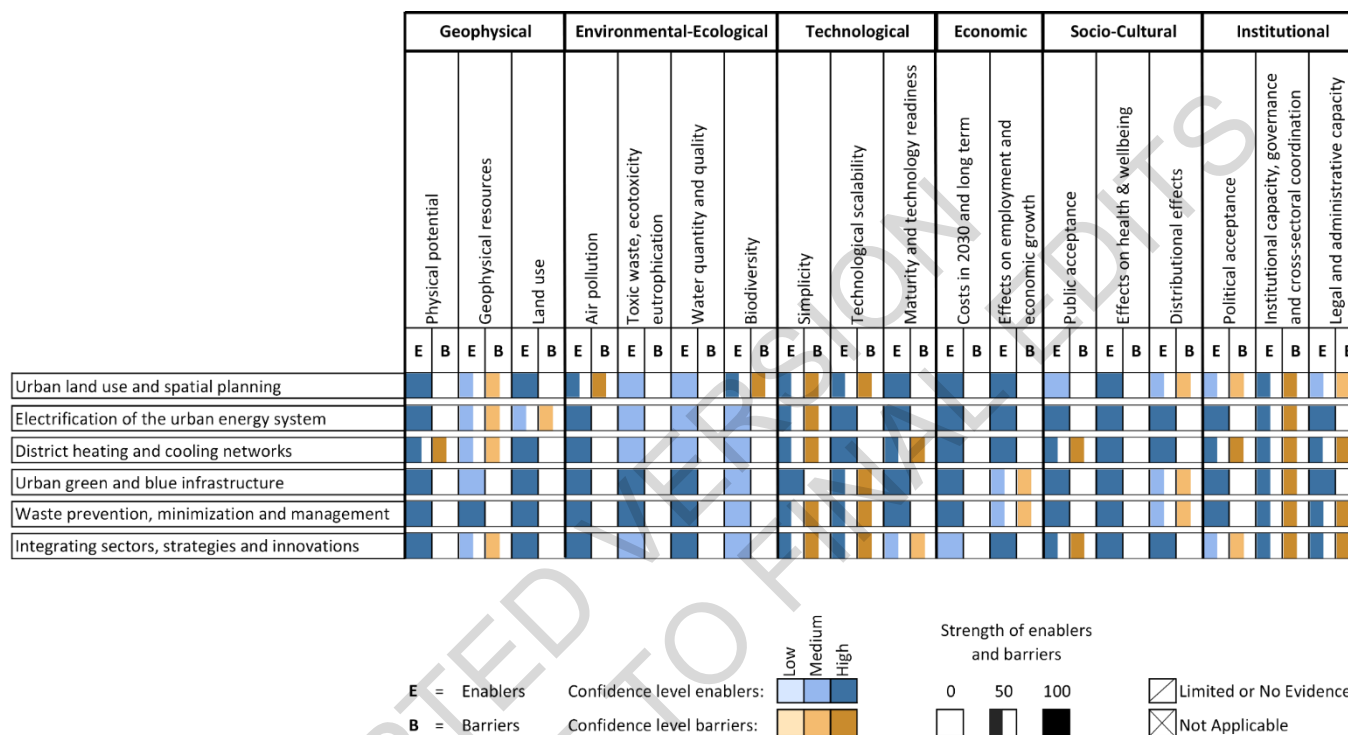 Geophysical Environmental-Ecological Technological Economic Socio-Cultural Institutional
Physical potential
Geophysical resources
Land use
Air pollution
Toxic waste, ecotoxicity
eutrophication
Water quantity and quality
Biodiversity
Simplicity
Technological scalability
Maturity and technology readiness
Costs in 2030 and long term
Effects on employment and
economic growth
Public acceptance
Effects on health & wellbeing
Distributional effects
Political acceptance
Institutional capacity, governance
and cross-sectoral coordination
Legal and administrative capacity
E B E B E B E B E B E B E B E B E B E B E B E B E B E B E B E B E B E B
Urban land use and spatial planning
Electrification of the urban energy system
District heating and cooling networks
Urban green and blue infrastructure
Waste prevention, minimization and management
Integrating sectors, strategies and innovations
Low
Medium
High
Strength of enablers
and barriers
E = Enablers Confidence level enablers: 0 50 100 Limited or No Evidence
B = Barriers Confidence level barriers: Not Applicable
VERSION
TO FINAL EDITS